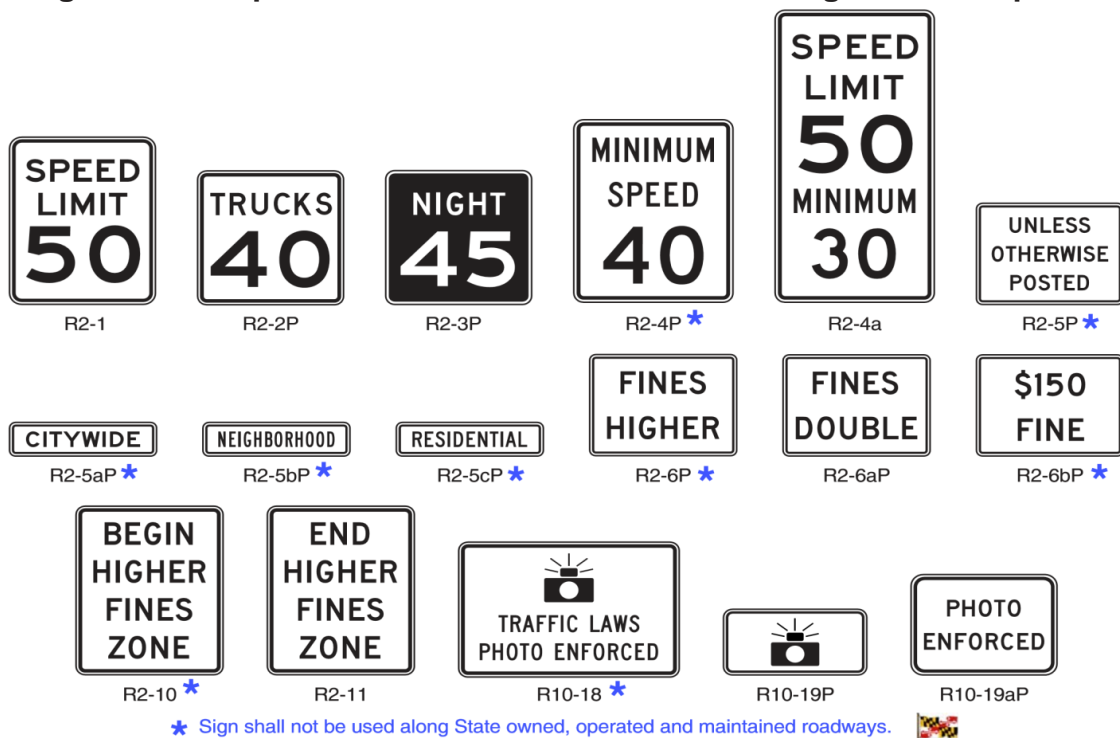 SPEED
LIMIT
50
R2-1
TRUCKS
40
R2-2P
NIGHT
45
R2-3P
MINIMUM
SPEED
40
R2-4P *
SPEED
LIMIT
50
MINIMUM
30
R2-4a
UNLESS
OTHERWISE
POSTED
R2-5P *
CITYWIDE
R2-5aP *
NEIGHBORHOOD
R2-5bP *
RESIDENTIAL
R2-5cP *
FINES
HIGHER
R2-6P *
FINES
DOUBLE
R2-6aP
$150
FINE
R2-6bP *
BEGIN
HIGHER
FINES
ZONE
R2-10 *
END
HIGHER
FINES
ZONE
R2-11
TRAFFIC LAWS
PHOTO ENFORCED
R10-18 *
R10-19P
PHOTO
ENFORCED
R10-19aP
* Sign shall not be used along State owned, operated and maintained roadways.